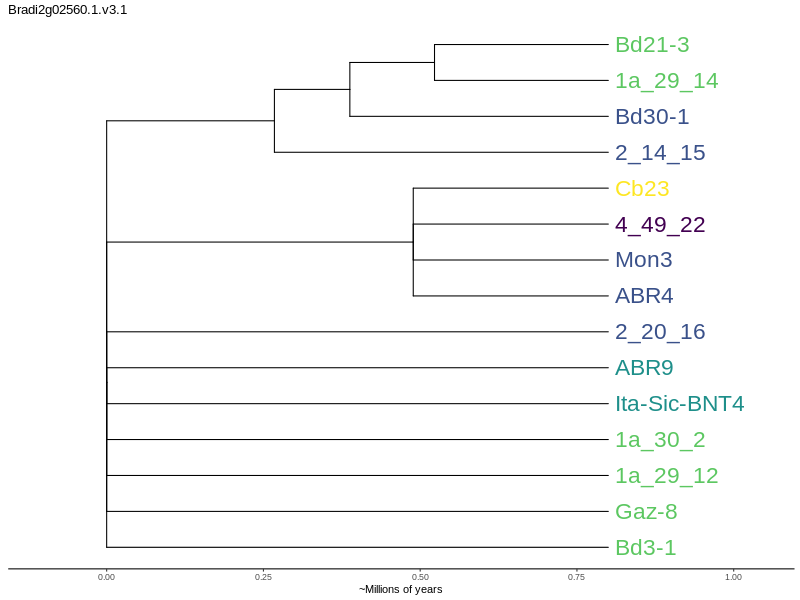 Bradi2g02560.1.v3.1
Bd21-3
1a_29_14
Bd30-1
2_14_15
Cb23
4_49_22
Mon3
ABR4
2_20_16
ABR9
Ita-Sic-BNT4
1a_30_2
1a_29_12
Gaz-8
Bd3-1
0.00 0.25 0.50 0.75 1.00
~Millions of years